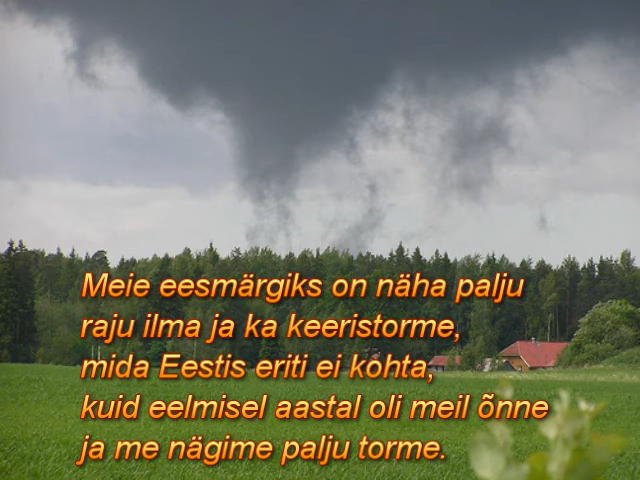 Meie eesmärgiks on näha palju
raju ilma ja ka keeristorme,
mida Eestis eriti ei kohta,
kuid eelmisel aastal oli meil õnne
ja me nägime palju torme.